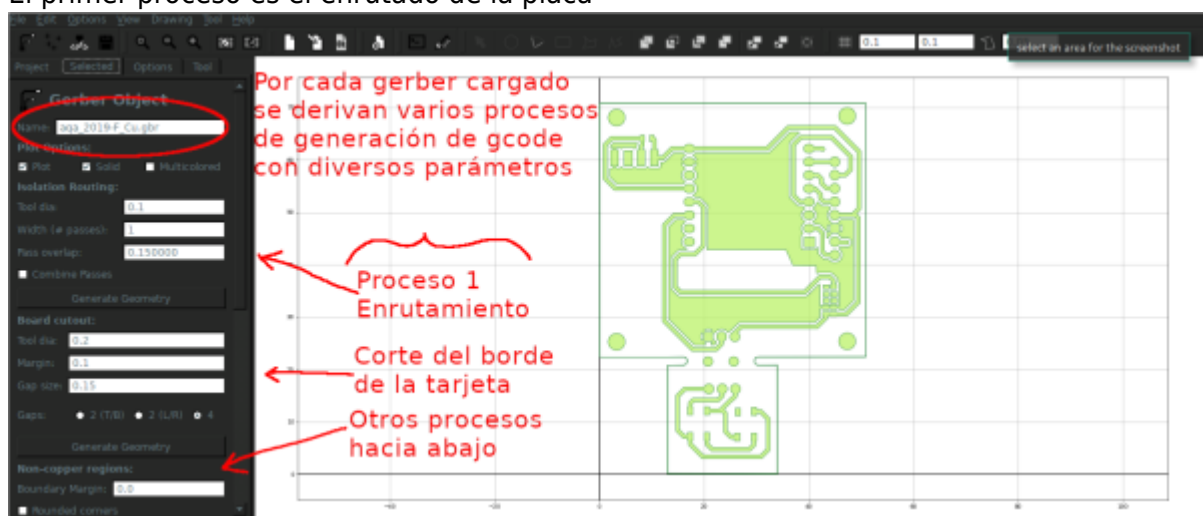 El primer proceso es el enrutado de la placa
File Edit Options View Drawing Tool Help
0.1 0.1
select an area for the screenshot
Project Selected Options Tool
Gerber Object
Name: aqa_2019-F_Cu.gbr
Plot Options:
Plot Solid Multicolored
Isolation Routing:
Tool dia: 0.1
Width (# passes): 1
Pass overlap: 0.150000
Combine Passes
Generate Geometry
Board cutout:
Tool dia: 0.2
Margin: 0.1
Gap size: 0.15
Gaps: 2 (T/B) 2 (L/R) 4
Generate Geometry
Non-copper regions:
Boundary Margin: 0.0
Rounded corners
Por cada gerber cargado
se derivan varios procesos
de generación de gcode
con diversos parámetros
Proceso 1
Enrutamiento
Corte del borde
de la tarjeta
Otros procesos
hacia abajo